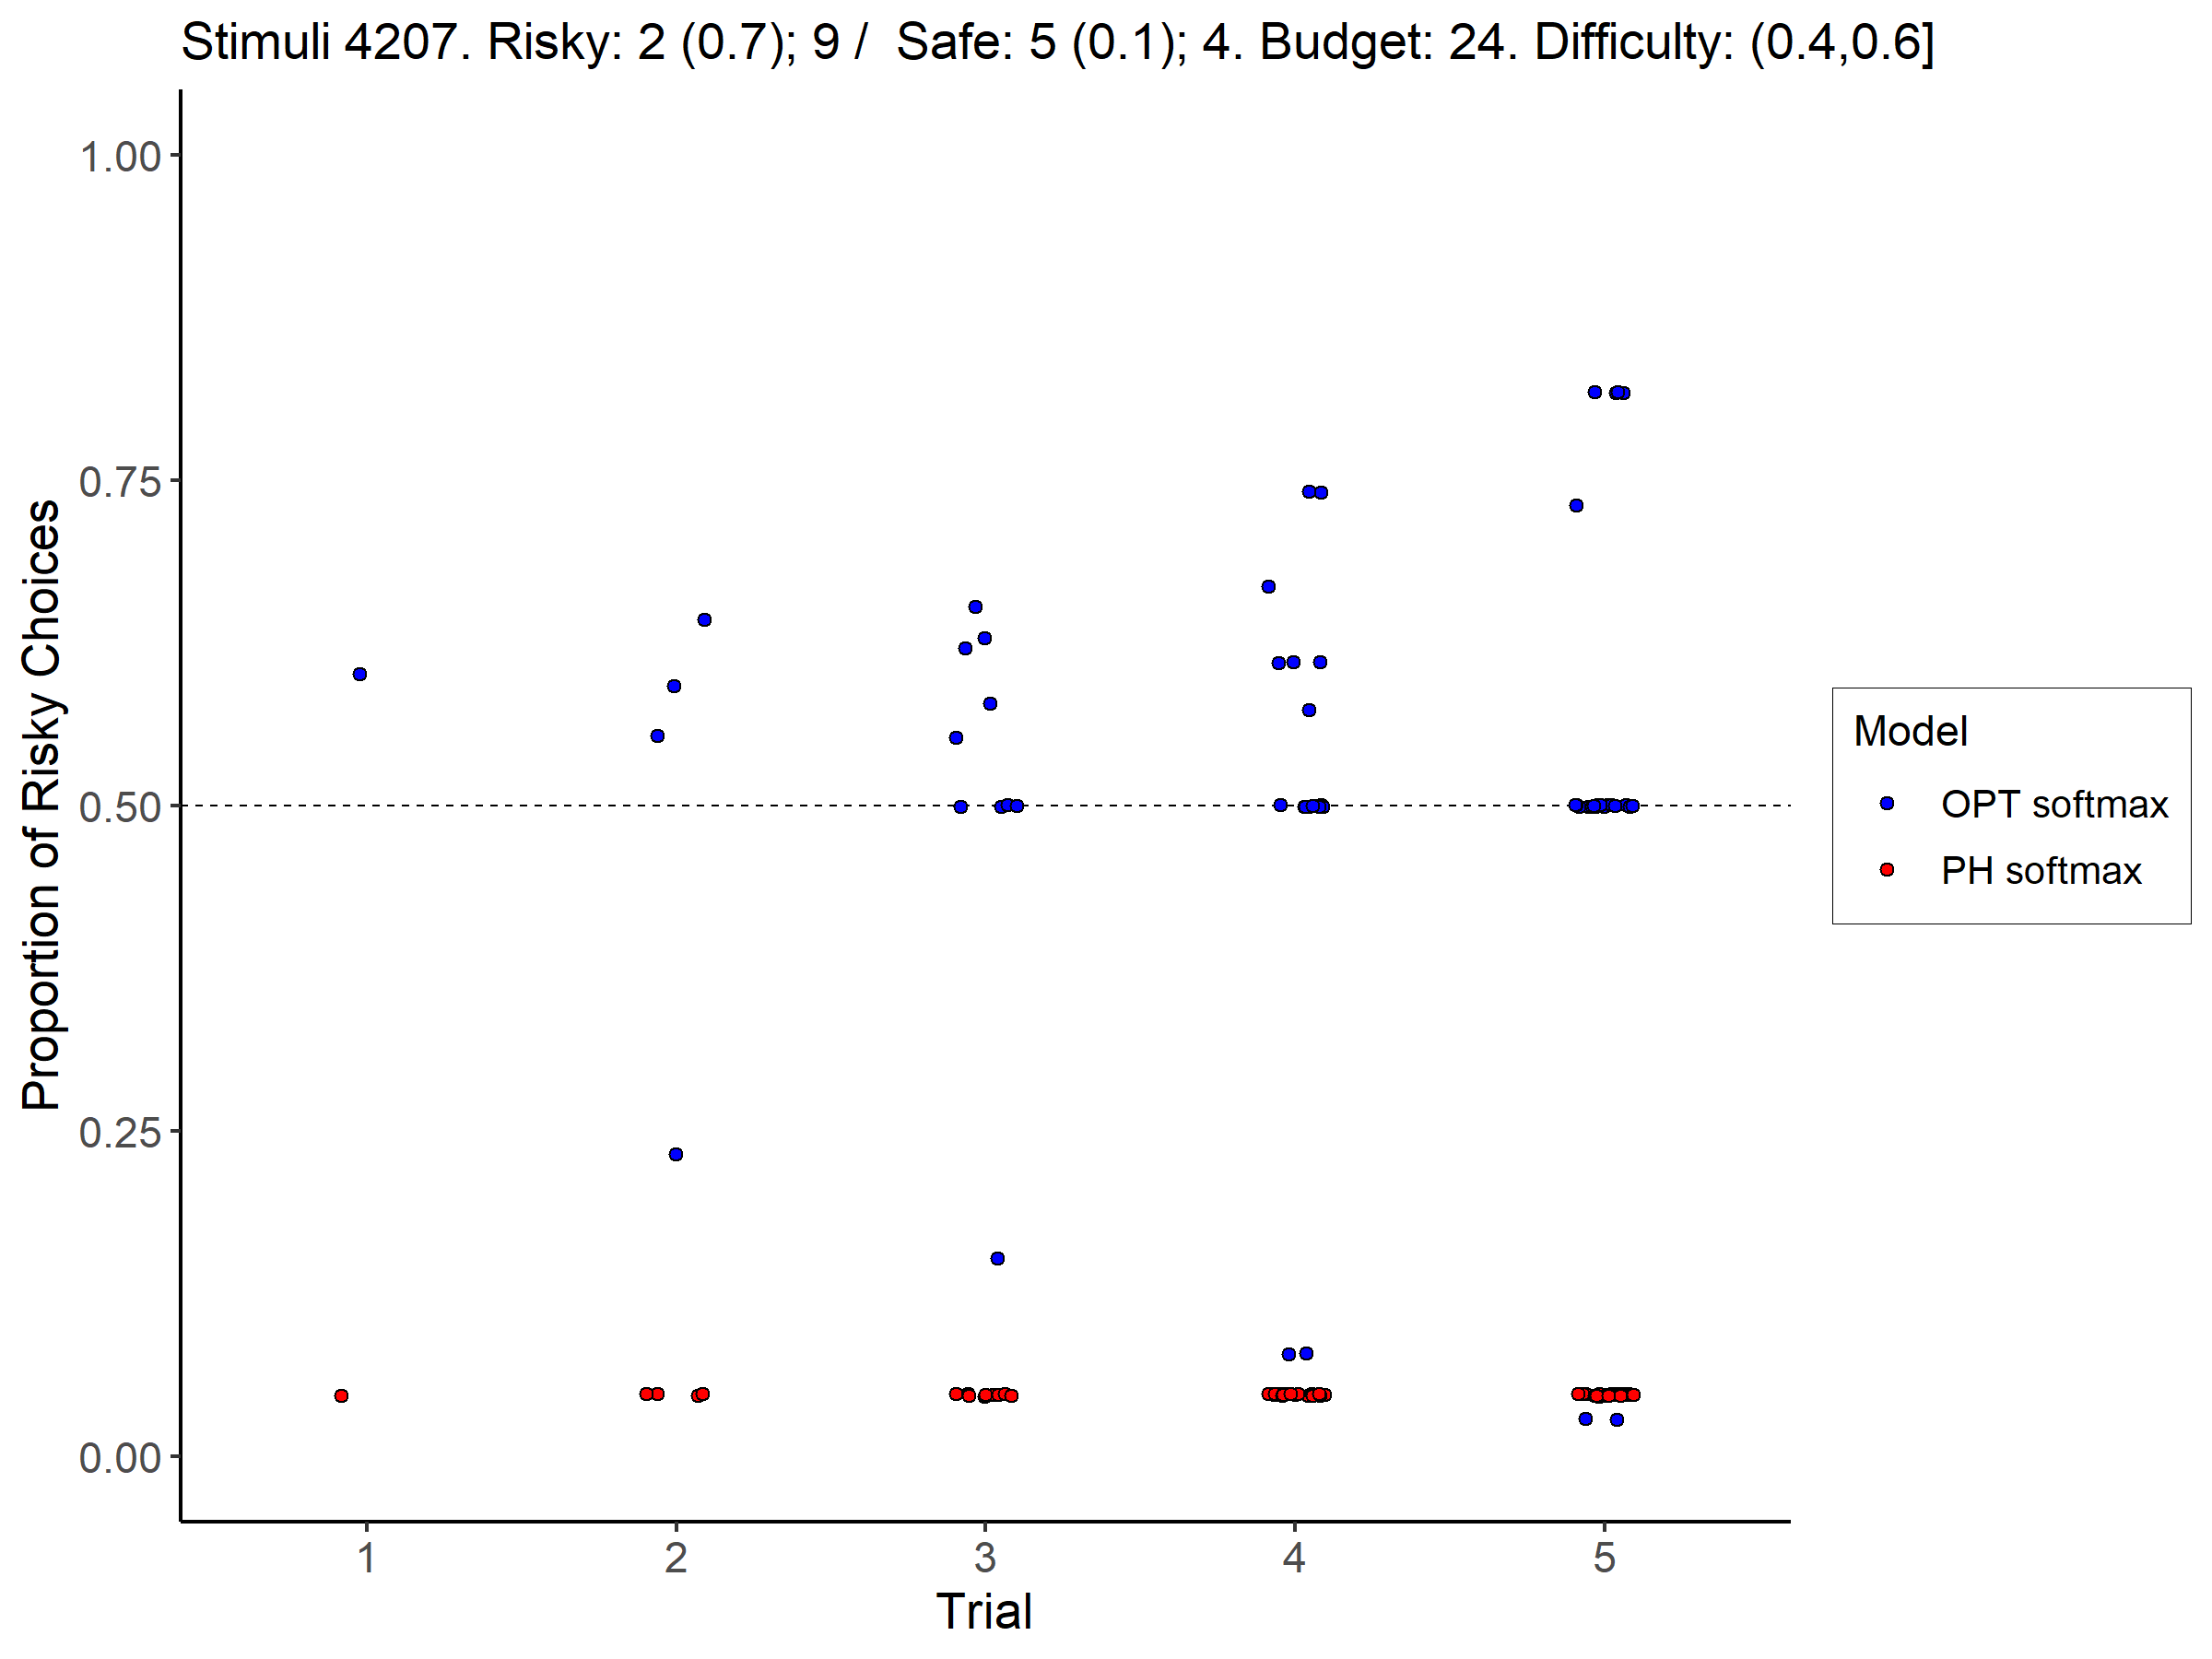 Stimuli 4207. Risky: 2 (0.7); 9 /  Safe: 5 (0.1); 4. Budget: 24. Difficulty: (0.4,0.6]
Proportion of Risky Choices
1.00
0.75
0.50
0.25
0.00
1 2 3 4 5
Trial
Model
OPT softmax
PH softmax